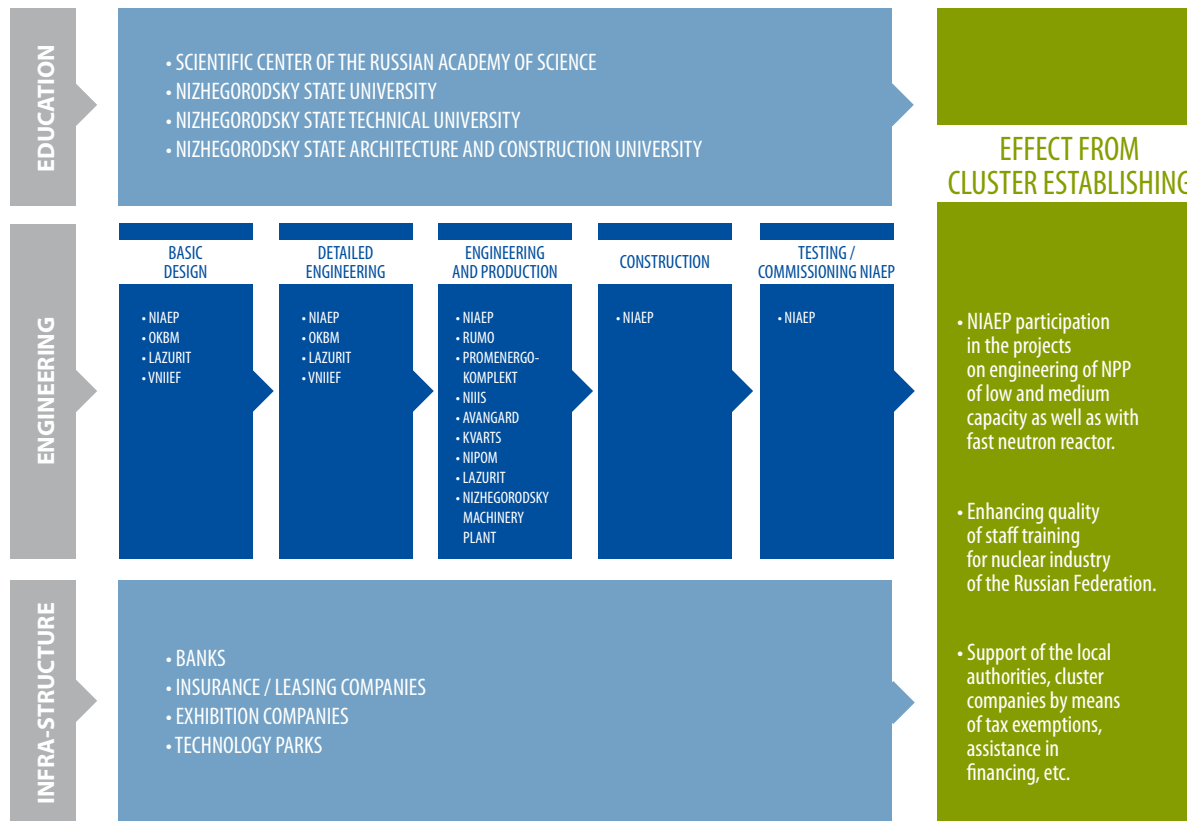 EDUCATION
• SCIENTIFIC CENTER OF THE RUSSIAN ACADEMY OF SCIENCE
• NIZHEGORODSKY STATE UNIVERSITY
• NIZHEGORODSKY STATE TECHNICAL UNIVERSITY
• NIZHEGORODSKY STATE ARCHITECTURE AND CONSTRUCTION UNIVERSITY
ENGINEERING
BASIC
DESIGN
• NIAEP
• OKBM
• LAZURIT
• VNIIEF
DETAILED
ENGINEERING
• NIAEP
• OKBM
• LAZURIT
• VNIIEF
ENGINEERING
AND PRODUCTION
• NIAEP
• RUMO
• PROMENERGO-
KOMPLEKT
• NIIIS
• AVANGARD
• KVARTS
• NIPOM
• LAZURIT
• NIZHEGORODSKY
MACHINERY
PLANT
CONSTRUCTION
• NIAEP
TESTING /
COMMISSIONING NIAEP
• NIAEP
INFRA-STRUCTURE
• BANKS
• INSURANCE / LEASING COMPANIES
• EXHIBITION COMPANIES
• TECHNOLOGY PARKS
EFFECT FROM
CLUSTER ESTABLISHING
• NIAEP participation
in the projects
on engineering of NPP
of low and medium
capacity as well as with
fast neutron reactor.
• Enhancing quality
of staff training
for nuclear industry
of the Russian Federation.
• Support of the local
authorities, cluster
companies by means
of tax exemptions,
assistance in
financing, etc.